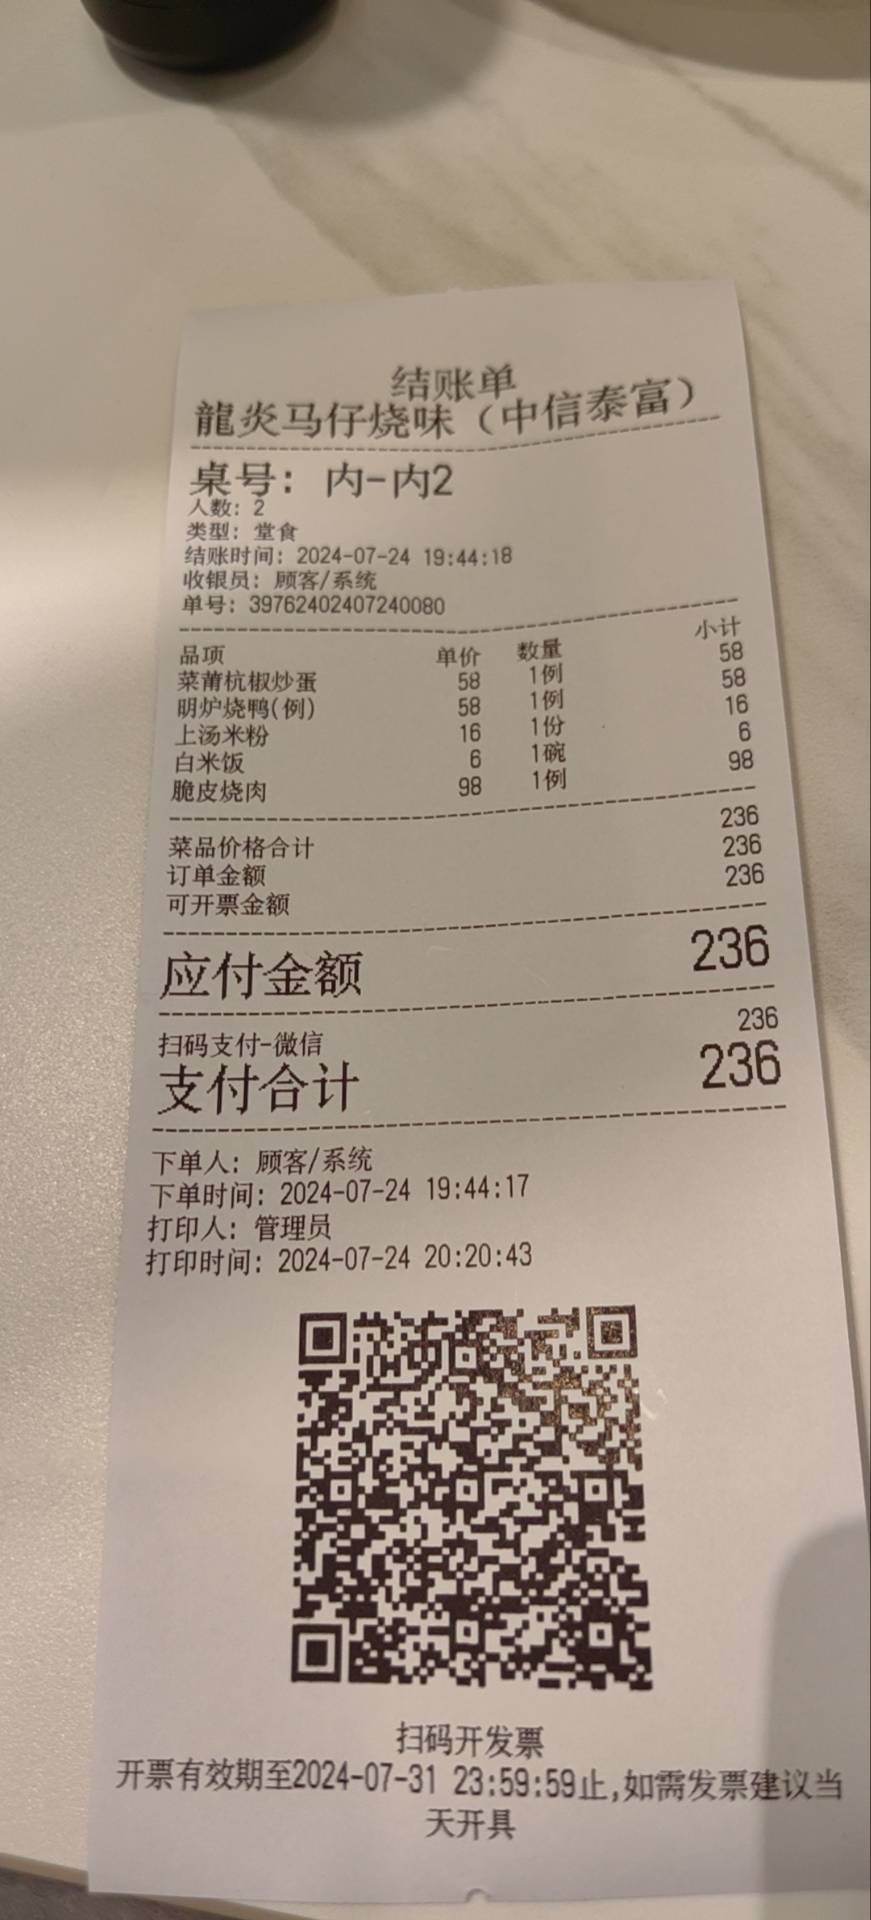 结账单
龍炎马仔烧味（中信泰富）
桌号: 内-内2
人数: 2
类型: 堂食
结账时间: 2024-07-24 19:44:18
收银员: 顾客/系统
单号: 39762402407240080
品项 单价 数量 小计
菜莆杭椒炒蛋 58 1例 58
明炉烧鸭(例) 58 1例 58
上汤米粉 16 1份 16
白米饭 6 1碗 6
脆皮烧肉 98 1例 98
菜品价格合计 236
订单金额 236
可开票金额 236
应付金额 236
扫码支付-微信 236
支付合计 236
下单人: 顾客/系统
下单时间: 2024-07-24 19:44:17
打印人: 管理员
打印时间: 2024-07-24 20:20:43
扫码开发票
开票有效期至2024-07-31 23:59:59止,如需发票建议当
天开具